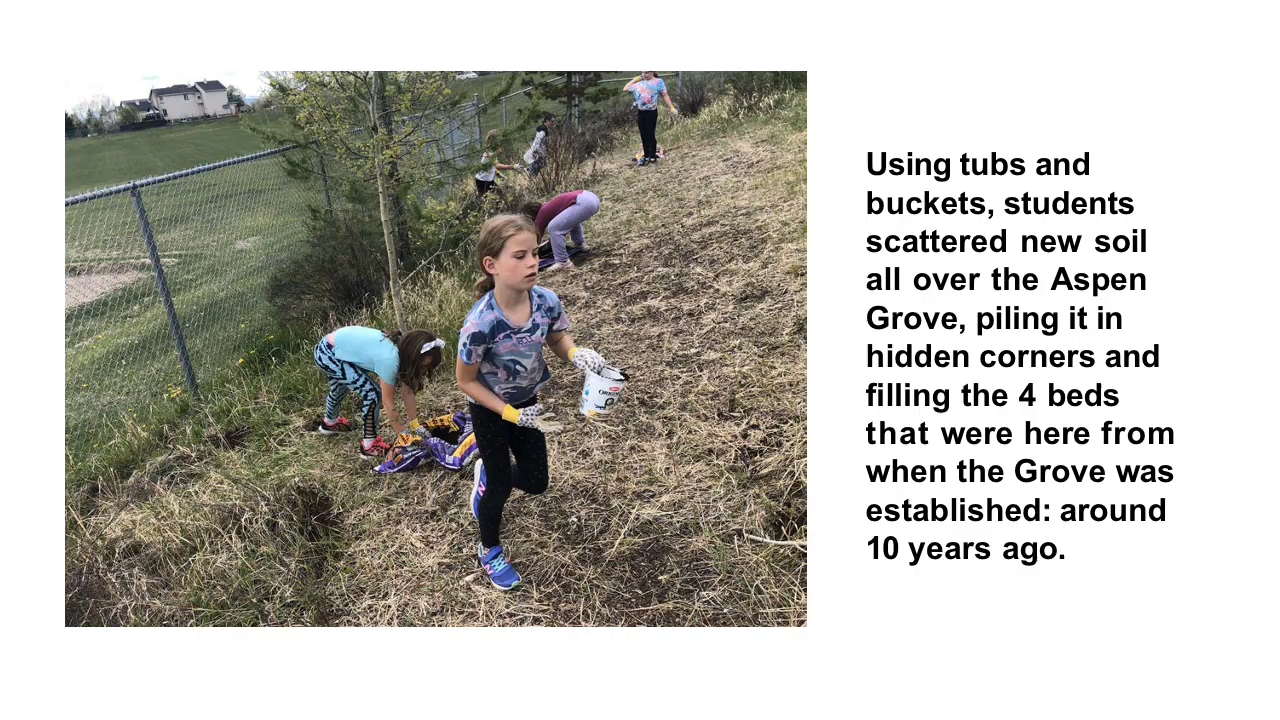 Using tubs and
buckets, students
scattered new soil
all over the Aspen
Grove, piling it in
hidden corners and
filling the 4 beds
that were here from
when the Grove was
established: around
10 years ago.